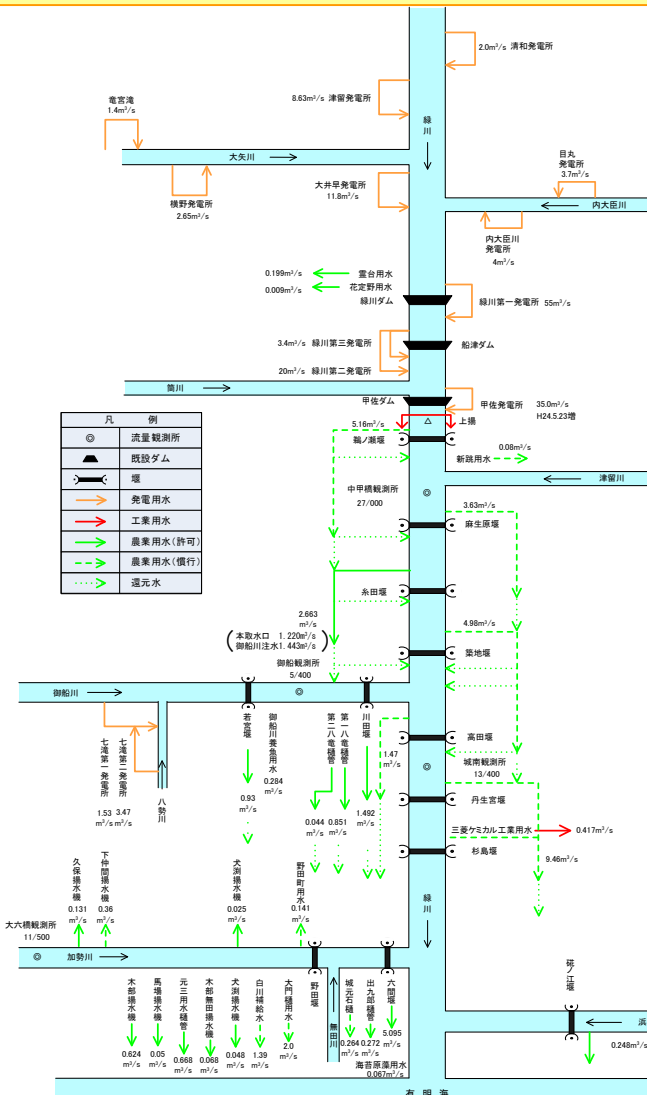 2.0m³/s 清和発電所
8.63m³/s 津留発電所
緑川
竜宮滝
1.4m³/s
大矢川
横野発電所
2.65m³/s
大井早発電所
11.8m³/s
目丸
発電所
3.7m³/s
内大臣川
内大臣川
発電所
4m³/s
0.199m³/s 霊台用水
0.009m³/s 花定野用水
緑川ダム
緑川第一発電所 55m³/s
3.4m³/s 緑川第三発電所
船津ダム
20m³/s 緑川第二発電所
筒川
甲佐ダム
甲佐発電所 35.0m³/s
H24.5.23増
凡 例
流量観測所
既設ダム
堰
発電用水
工業用水
農業用水(許可)
農業用水(慣行)
還元水
5.16m³/s
上揚
鵜ノ瀬堰
0.08m³/s
新跳用水
津留川
中甲橋観測所
27/000
3.63m³/s
麻生原堰
糸田堰
2.663
m³/s
(本取水口 1.220m³/s
御船川注水1.443m³/s)
4.98m³/s
築地堰
御船観測所
5/400
御船川
七滝第一発電所
1.53
m³/s
七滝第二発電所
3.47
m³/s
八勢川
若宮堰
0.93
m³/s
御船川養魚用水
0.284
m³/s
第二八竜樋管
0.044
m³/s
第一八竜樋管
0.851
m³/s
川田堰
1.492
m³/s
1.47
m³/s
高田堰
城南観測所
13/400
丹生宮堰
三菱ケミカル工業用水
0.417m³/s
9.46m³/s
杉島堰
緑川
大六橋観測所
11/500
加勢川
久保揚水機
0.131
m³/s
下仲間揚水機
0.36
m³/s
犬渕揚水機
0.025
m³/s
野田町用水
0.141
m³/s
木部揚水機
0.624
m³/s
馬場揚水機
0.05
m³/s
元三用水樋管
0.668
m³/s
木部無田揚水機
0.068
m³/s
犬渕揚水機
0.048
m³/s
白川補給水
1.39
m³/s
大門樋用水
2.0
m³/s
野田堰
無田川
城元石樋
0.264
m³/s
出九郎樋管
0.272
m³/s
六間堰
5.095
m³/s
海苔原藻用水
0.067m³/s
硴ノ江堰
浜
0.248m³/s
有 明 海